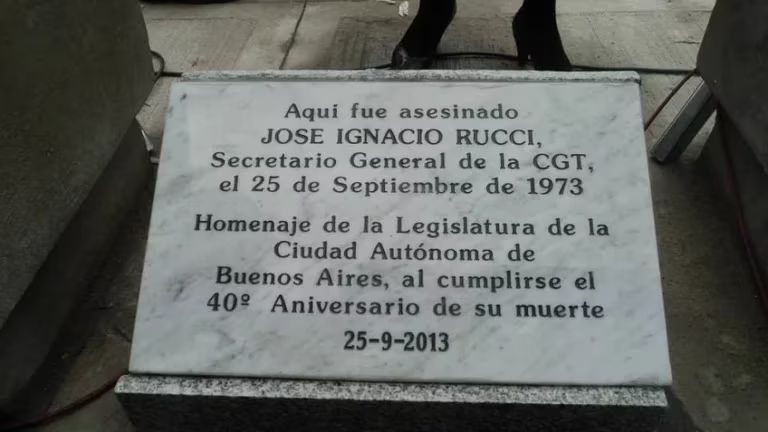 Aqui fue asesinado
JOSE IGNACIO RUCCI,
Secretario General de la CGT,
el 25 de Septiembre de 1973
Homenaje de la Legislatura de la
Ciudad Autónoma de
Buenos Aires, al cumplirse el
40º Aniversario de su muerte
25-9-2013